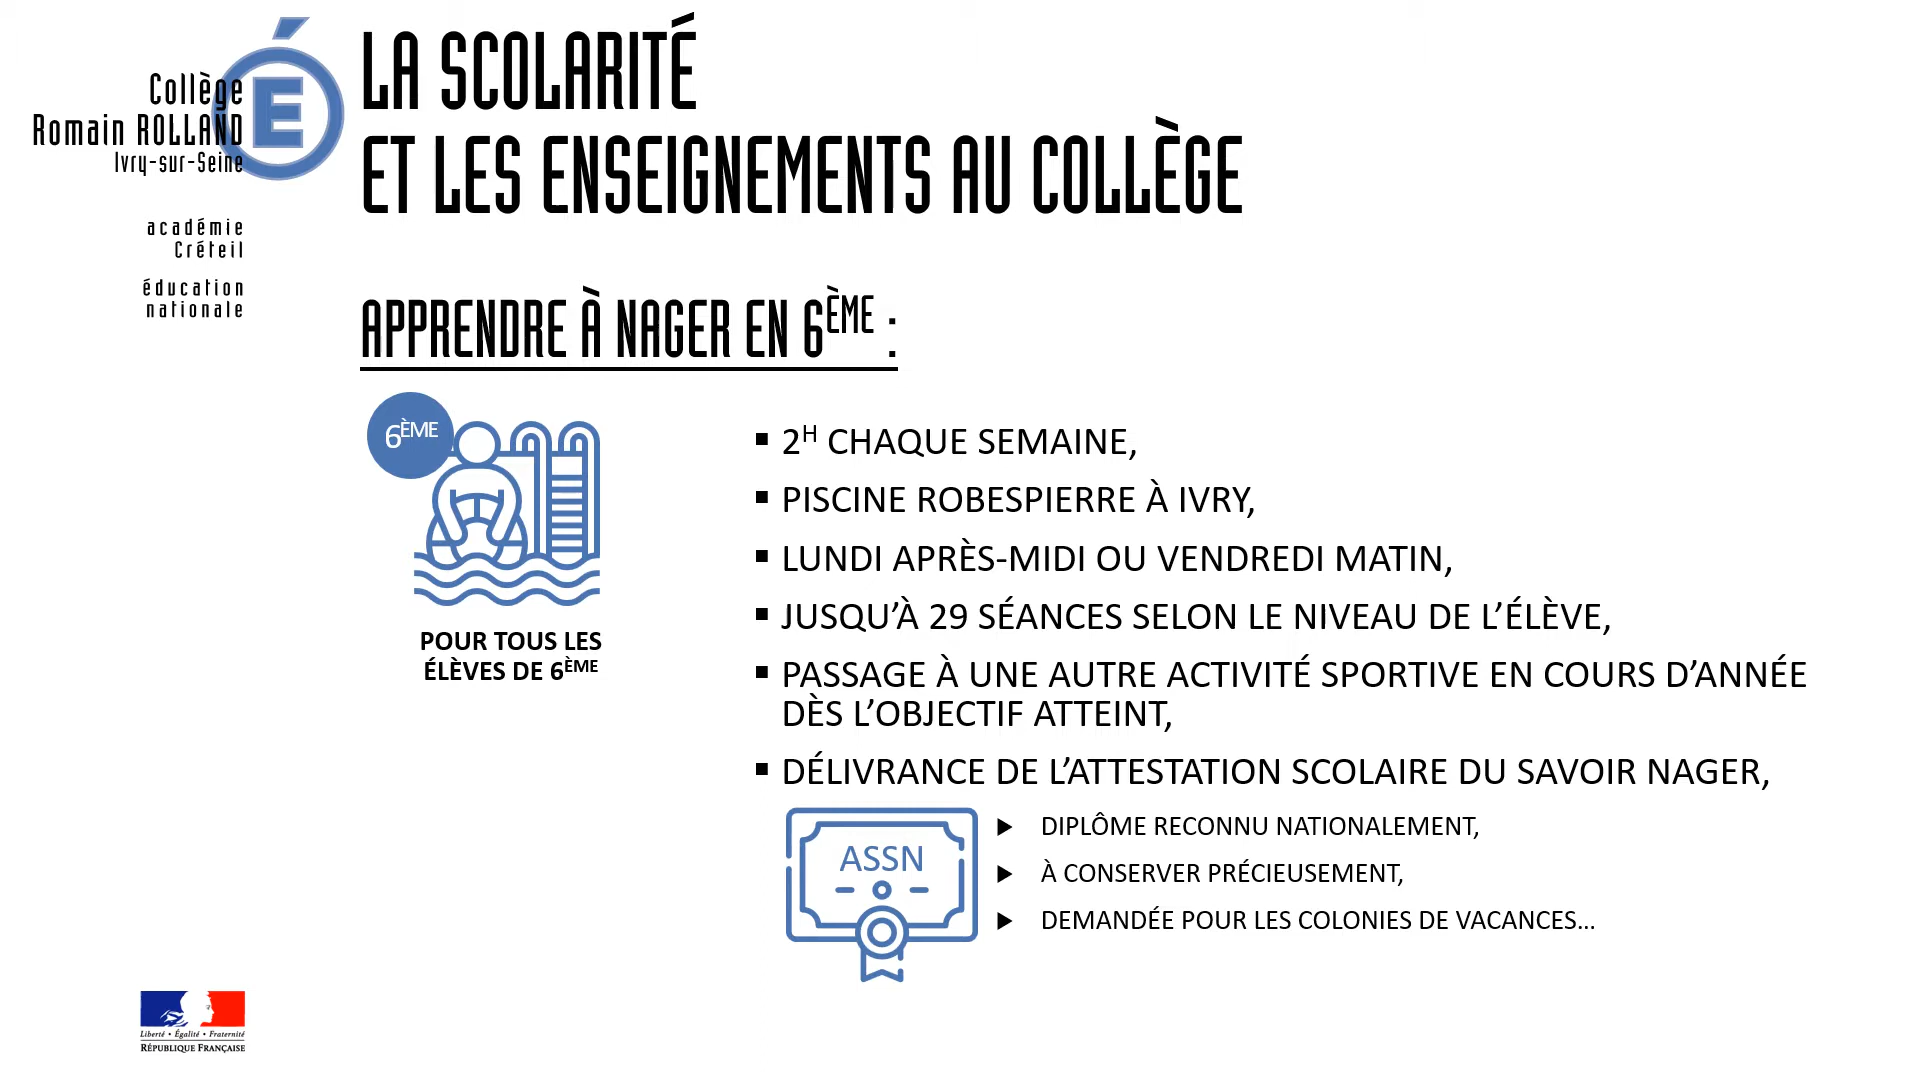 Collège
Romain ROLLAND
Ivry-sur-Seine
académie
Créteil
éducation
nationale
LA SCOLARITÉ
ET LES ENSEIGNEMENTS AU COLLÈGE
APPRENDRE À NAGER EN 6ÈME :
6ÈME
POUR TOUS LES
ÉLÈVES DE 6ÈME
▪ 2H CHAQUE SEMAINE,
▪ PISCINE ROBESPIERRE À IVRY,
▪ LUNDI APRÈS-MIDI OU VENDREDI MATIN,
▪ JUSQU’À 29 SÉANCES SELON LE NIVEAU DE L’ÉLÈVE,
▪ PASSAGE À UNE AUTRE ACTIVITÉ SPORTIVE EN COURS D’ANNÉE
DÈS L’OBJECTIF ATTEINT,
▪ DÉLIVRANCE DE L’ATTESTATION SCOLAIRE DU SAVOIR NAGER,
ASSN
▶ DIPLÔME RECONNU NATIONALEMENT,
▶ À CONSERVER PRÉCIEUSEMENT,
▶ DEMANDÉE POUR LES COLONIES DE VACANCES…
Liberté • Égalité • Fraternité
RÉPUBLIQUE FRANÇAISE